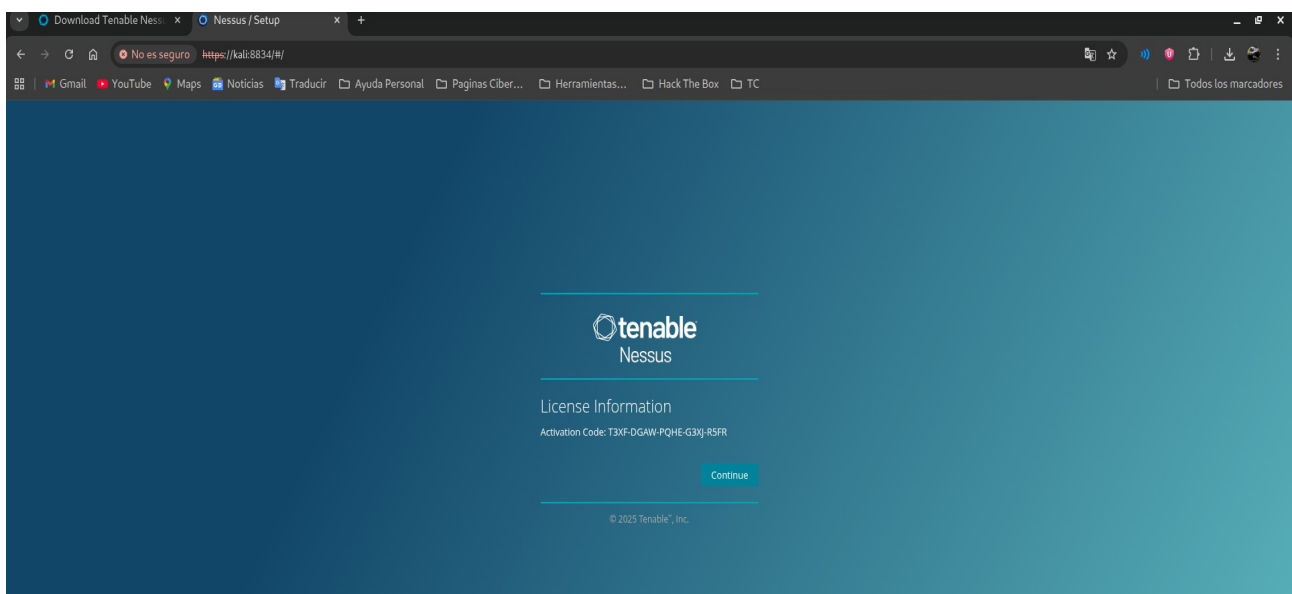 Download Tenable Ness
Nessus / Setup
No es seguro
https://kali:8834/#/
Gmail
YouTube
Maps
Noticias
Traducir
Ayuda Personal
Paginas Ciber...
Herramientas...
Hack The Box
TC
Todos los marcadores
tenable
Nessus
License Information
Activation Code: T3XF-DGAW-PQHE-G3XJ-R5FR
Continue
© 2025 Tenable™, Inc.